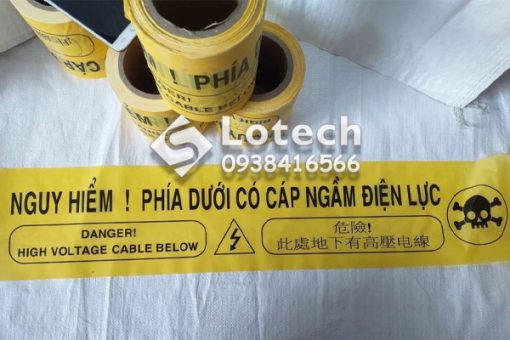 CÁP
M ! PHÍA
CABLE BELOW
Lotech
0938416566
NGUY HIỂM ! PHÍA DƯỚI CÓ CÁP NGẦM ĐIỆN LỰC
DANGER!
HIGH VOLTAGE CABLE BELOW
危險!
此處地下有高壓电線